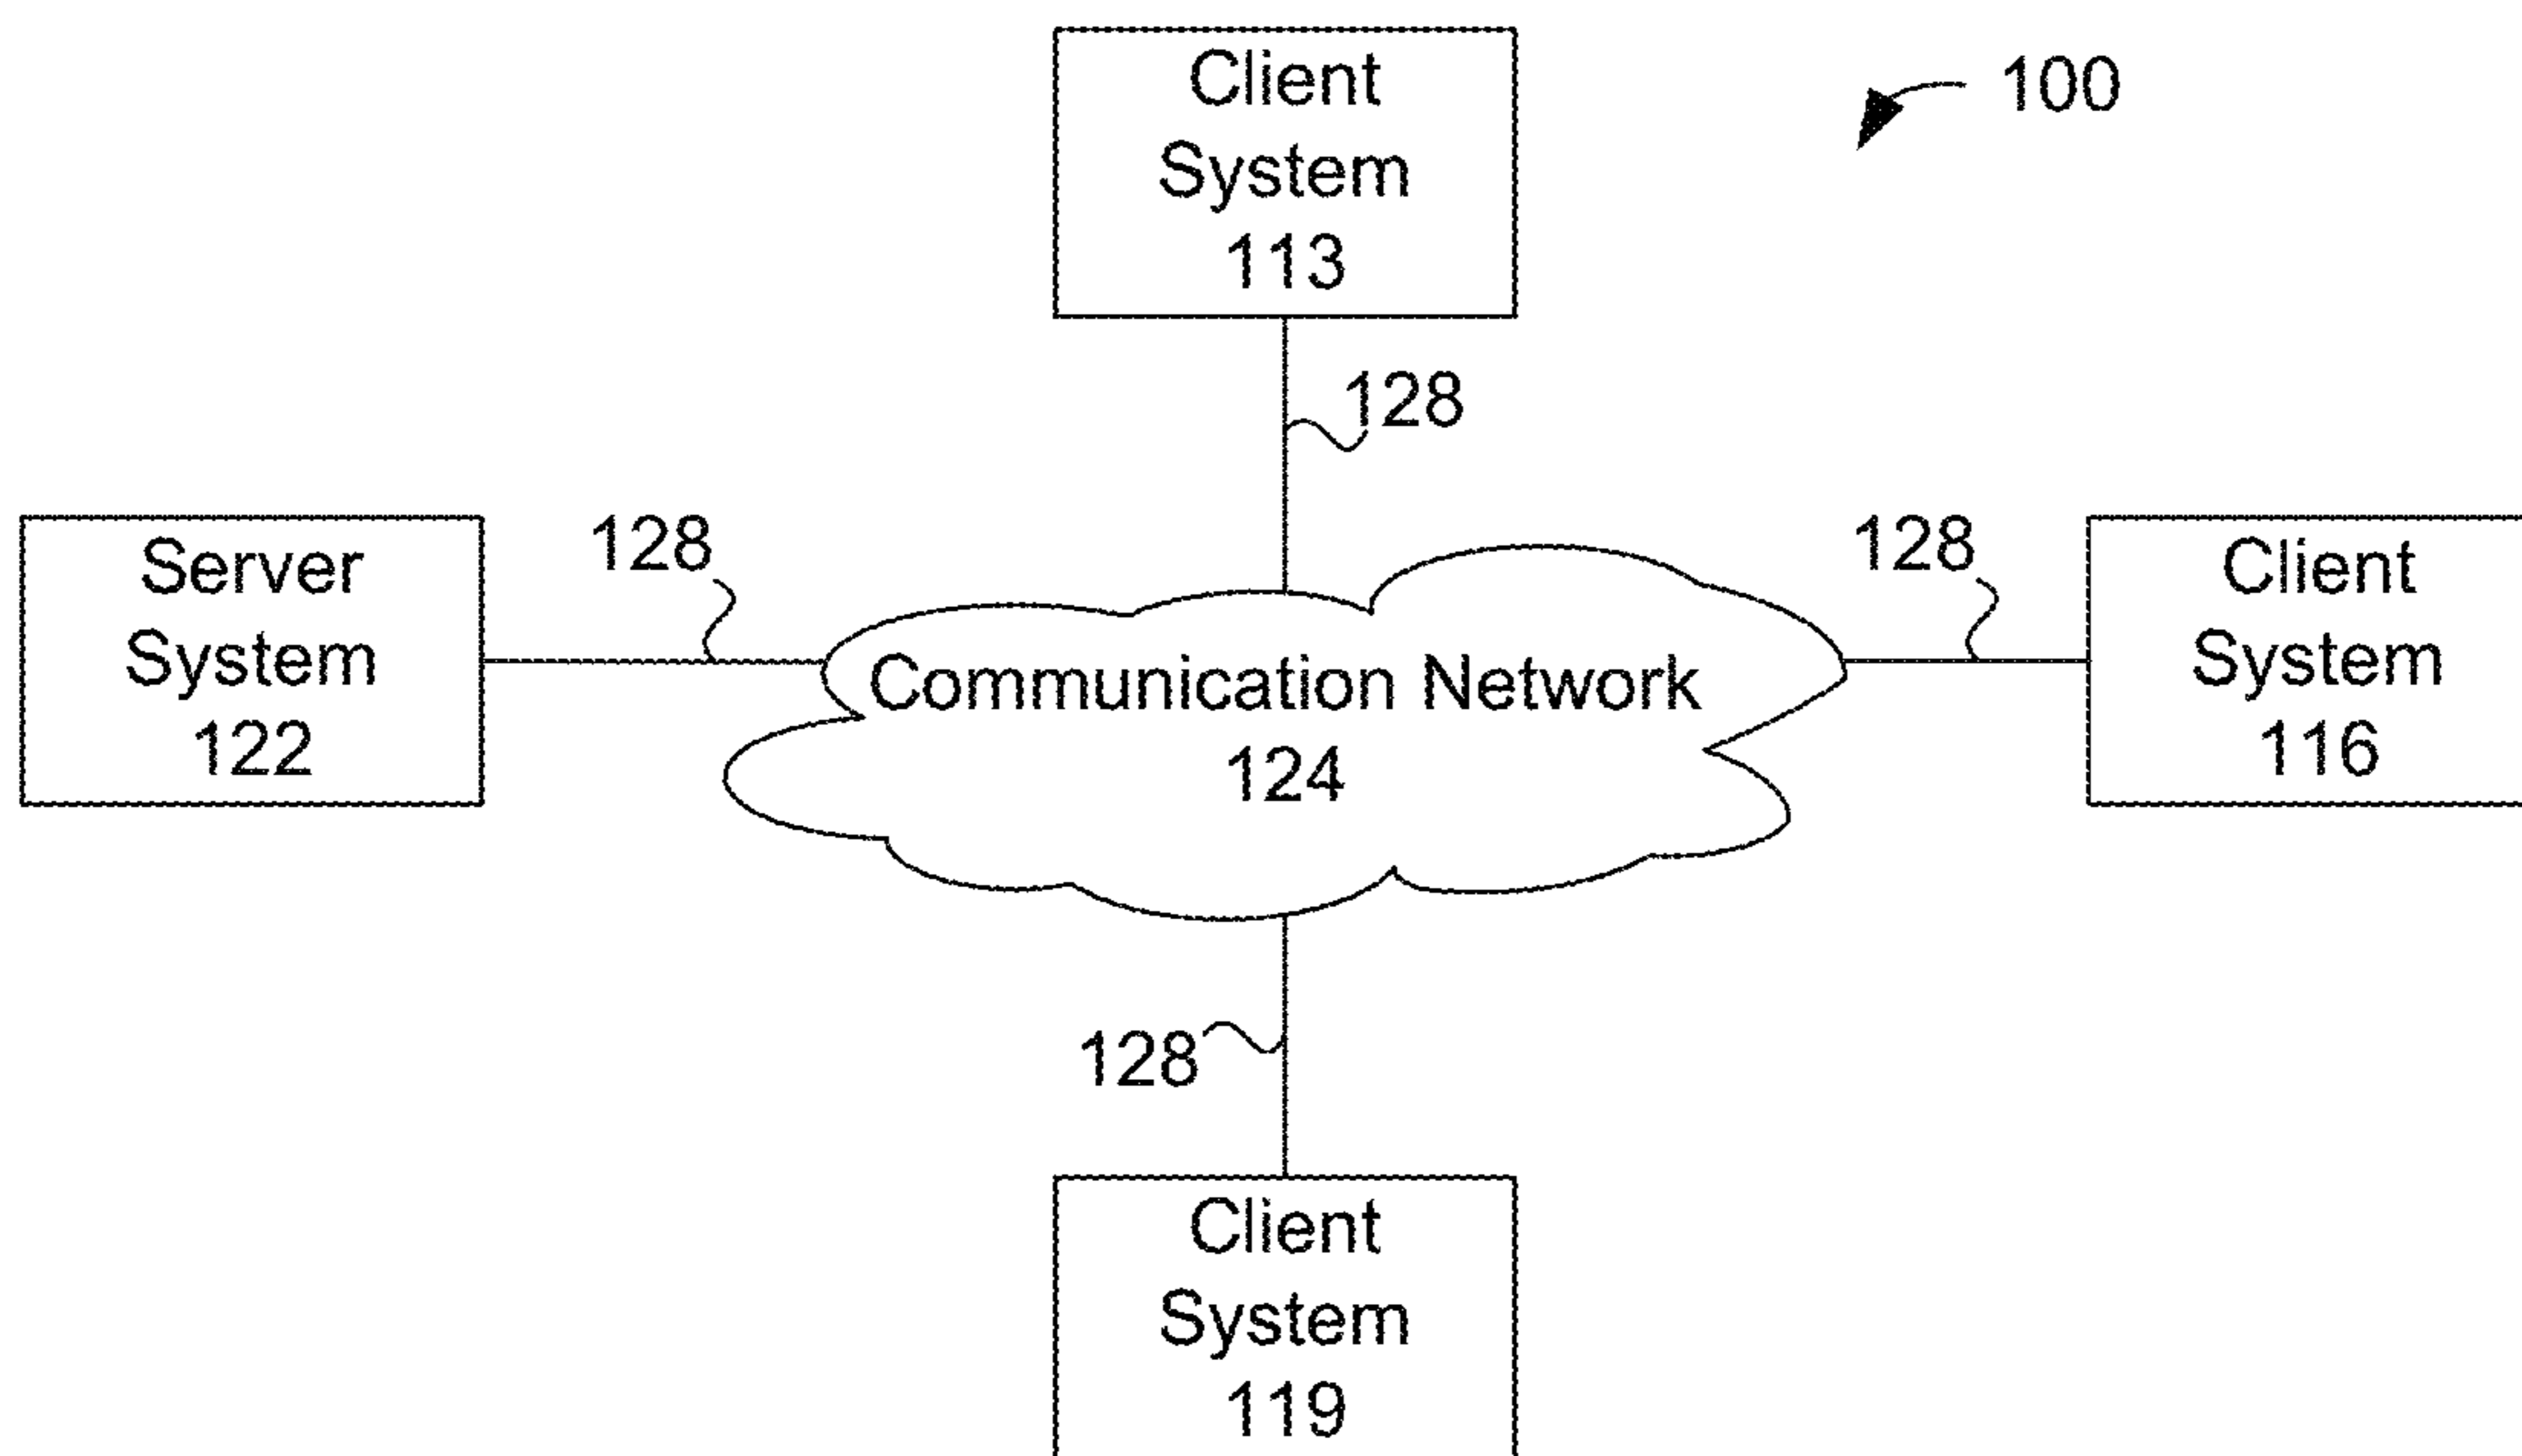 Client
System
113
100
128
Server
System
122
128
Communication Network
124
128
Client
System
116
128
Client
System
119